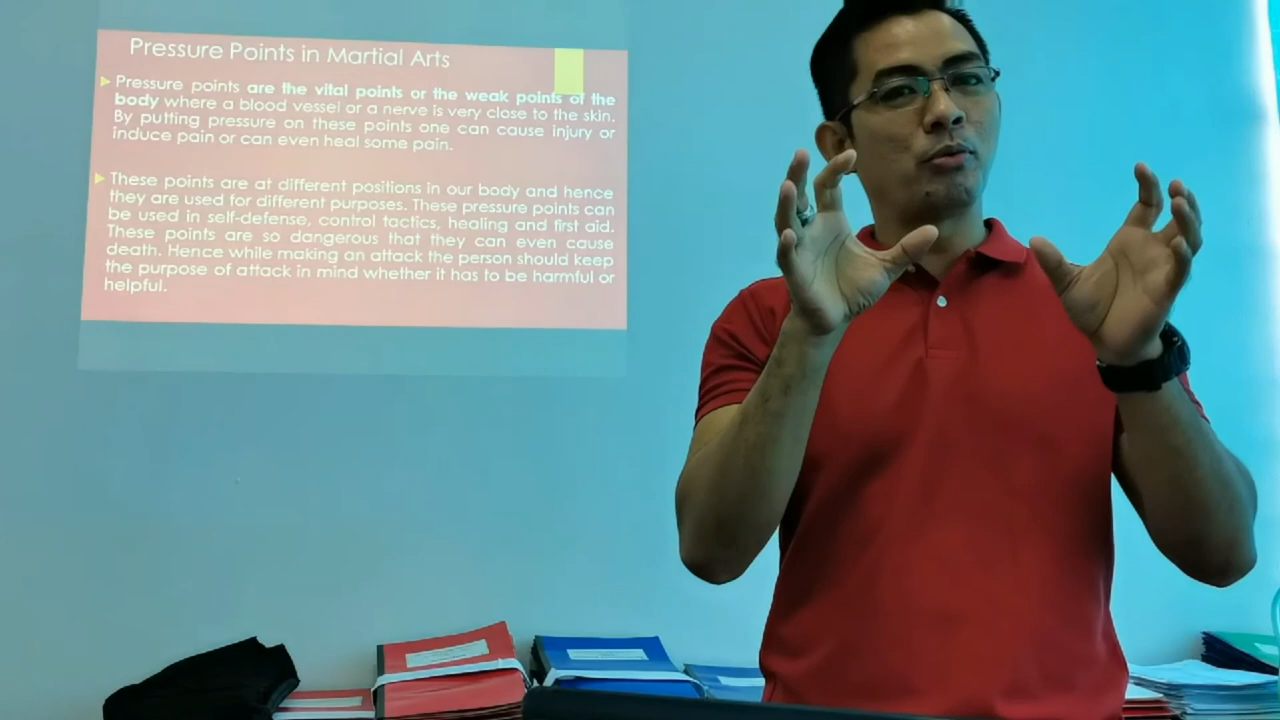 Pressure Points in Martial Arts
Pressure points are the vital points or the weak points of the
body where a blood vessel or a nerve is very close to the skin.
By putting pressure on these points one can cause injury or
induce pain or can even heal some pain.
These points are at different positions in our body and hence
they are used for different purposes. These pressure points can
be used in self-defense, control tactics, healing and first aid.
These points are so dangerous that they can even cause
death. Hence while making an attack the person should keep
the purpose of attack in mind whether it has to be harmful or
helpful.